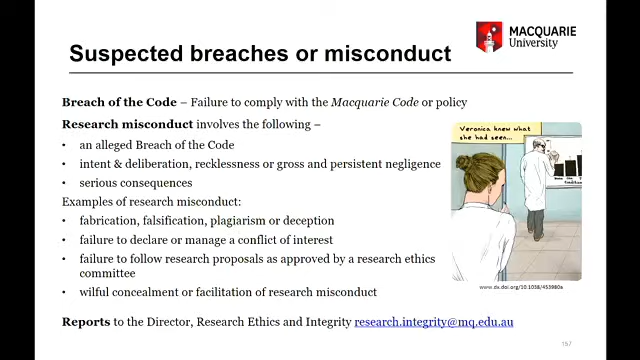 MACQUARIE
University
Suspected breaches or misconduct
Breach of the Code – Failure to comply with the Macquarie Code or policy
Research misconduct involves the following –
• an alleged Breach of the Code
• intent & deliberation, recklessness or gross and persistent negligence
• serious consequences
Examples of research misconduct:
• fabrication, falsification, plagiarism or deception
• failure to declare or manage a conflict of interest
• failure to follow research proposals as approved by a research ethics
committee
• wilful concealment or facilitation of research misconduct
Veronica knew what
she had seen...
www.dx.doi.org/10.1038/453980a
Reports to the Director, Research Ethics and Integrity research.integrity@mq.edu.au
157